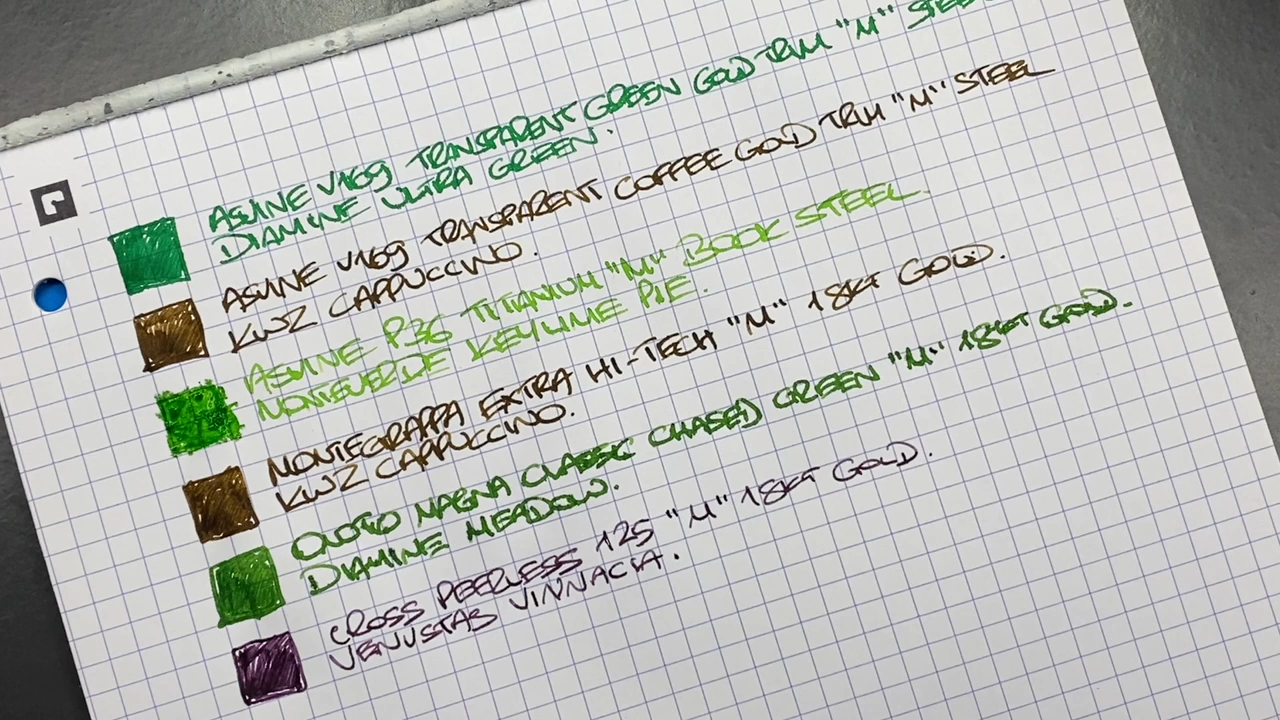 ASVINE V169 TRANSPARENT GREEN GOLD TRIM "M" STEEL
DIAMINE ULTRA GREEN.
ASVINE V169 TRANSPARENT COFFEE GOLD TRIM "M" STEEL
KWZ CAPPUCCINO.
ASVINE P36 TITANIUM "M" BOCK STEEL.
MONTEVERDE KEYLIME PIE.
MONTEGRAPPA EXTRA HI-TECH "M" 18KT GOLD.
KWZ CAPPUCCINO.
ONOTO MAGNA CLASSIC CHASED GREEN "M" 18KT GOLD.
DIAMINE MEADOW.
CROSS PEERLESS 125 "M" 18KT GOLD.
VENUSTAS VINNACIA.